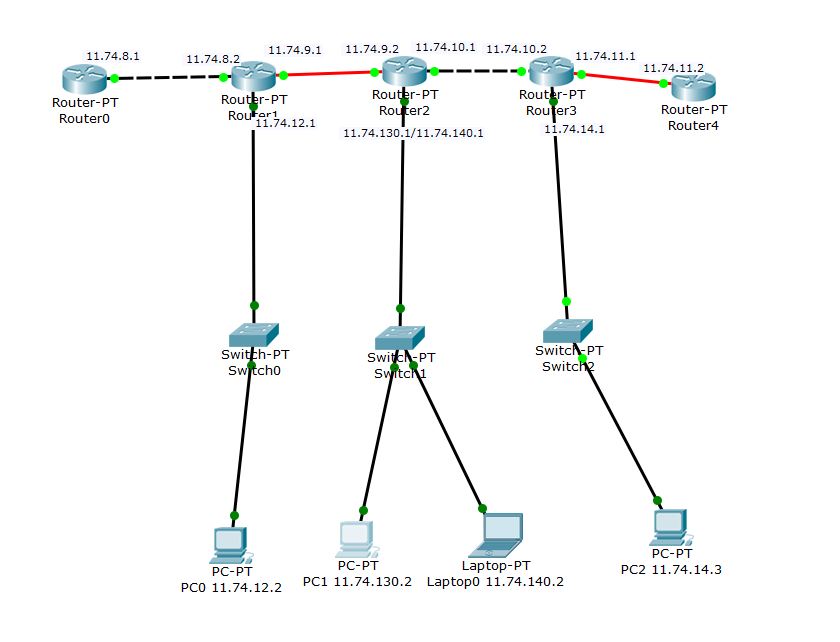 11.74.8.1
11.74.8.2
11.74.9.1
11.74.9.2
11.74.10.1
11.74.10.2
11.74.11.1
11.74.11.2
Router-PT
Router0
Router-PT
Router1
Router-PT
Router2
Router-PT
Router3
Router-PT
Router4
11.74.12.1
11.74.130.1/11.74.140.1
11.74.14.1
Switch-PT
Switch0
Switch-PT
Switch1
Switch-PT
Switch2
PC-PT
PC0 11.74.12.2
PC-PT
PC1 11.74.130.2
Laptop-PT
Laptop0 11.74.140.2
PC-PT
PC2 11.74.14.3